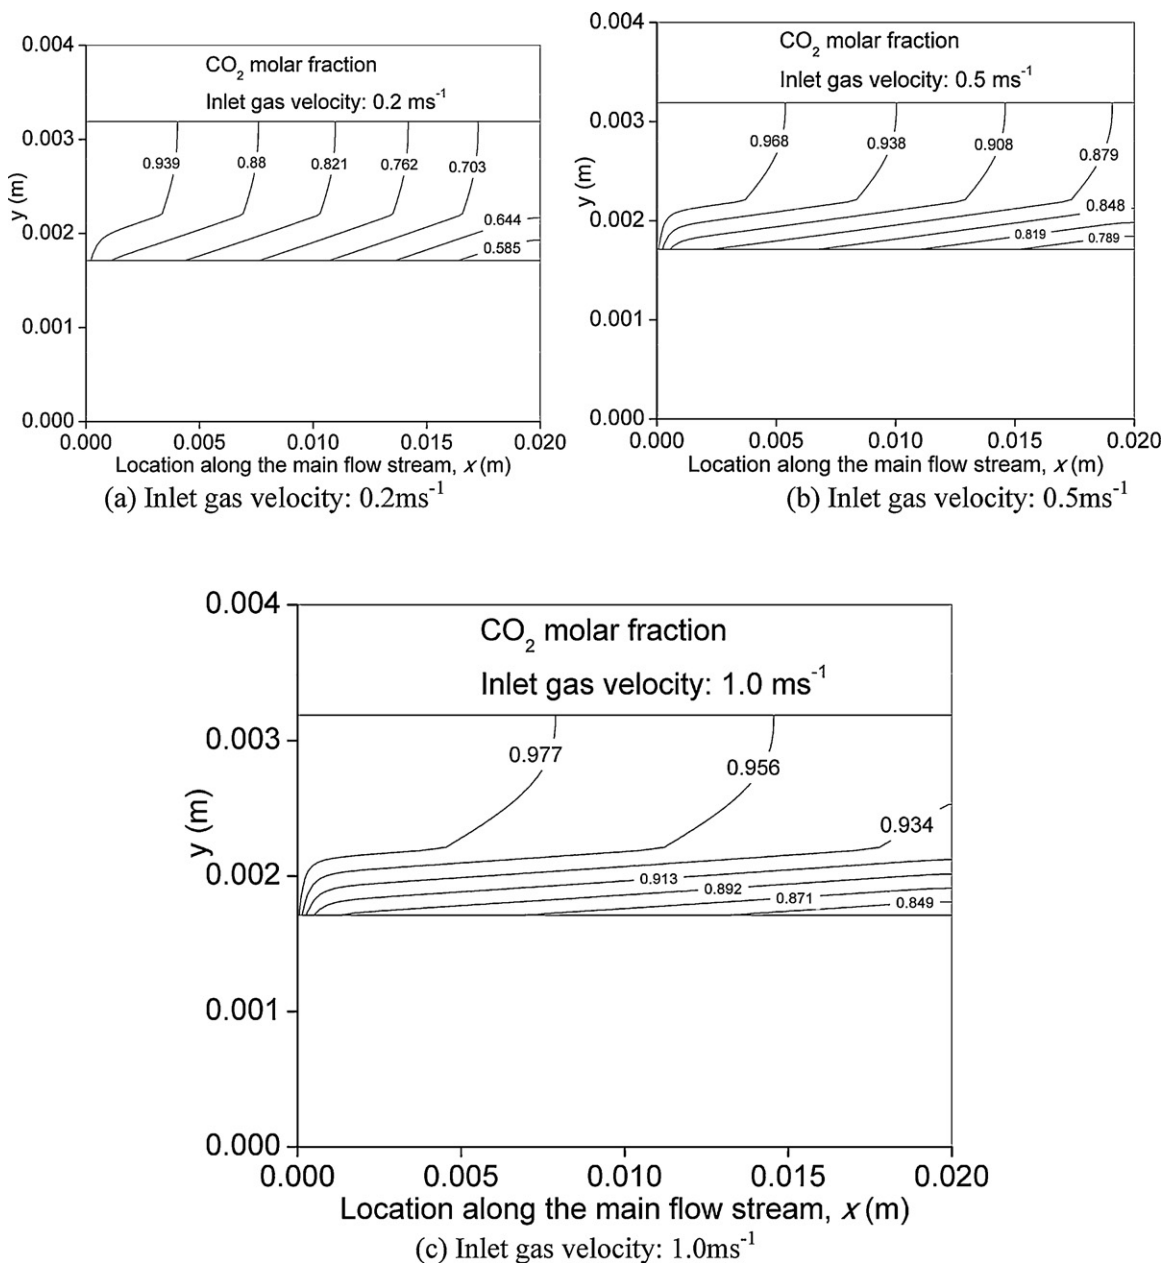 0.004
CO2 molar fraction
Inlet gas velocity: 0.2 ms-1
0.003
0.939 0.88 0.821 0.762 0.703
y (m)
0.644
0.002
0.585
0.001
0.000
0.000 0.005 0.010 0.015 0.020
Location along the main flow stream, x (m)
(a) Inlet gas velocity: 0.2ms-1
0.004
CO2 molar fraction
Inlet gas velocity: 0.5 ms-1
0.003
0.968 0.938 0.908 0.879
y (m)
0.848
0.002
0.819 0.789
0.001
0.000
0.000 0.005 0.010 0.015 0.020
Location along the main flow stream, x (m)
(b) Inlet gas velocity: 0.5ms-1
0.004
CO2 molar fraction
Inlet gas velocity: 1.0 ms-1
0.003
0.977 0.956
0.934
y (m)
0.002
0.913 0.892 0.871 0.849
0.001
0.000
0.000 0.005 0.010 0.015 0.020
Location along the main flow stream, x (m)
(c) Inlet gas velocity: 1.0ms-1